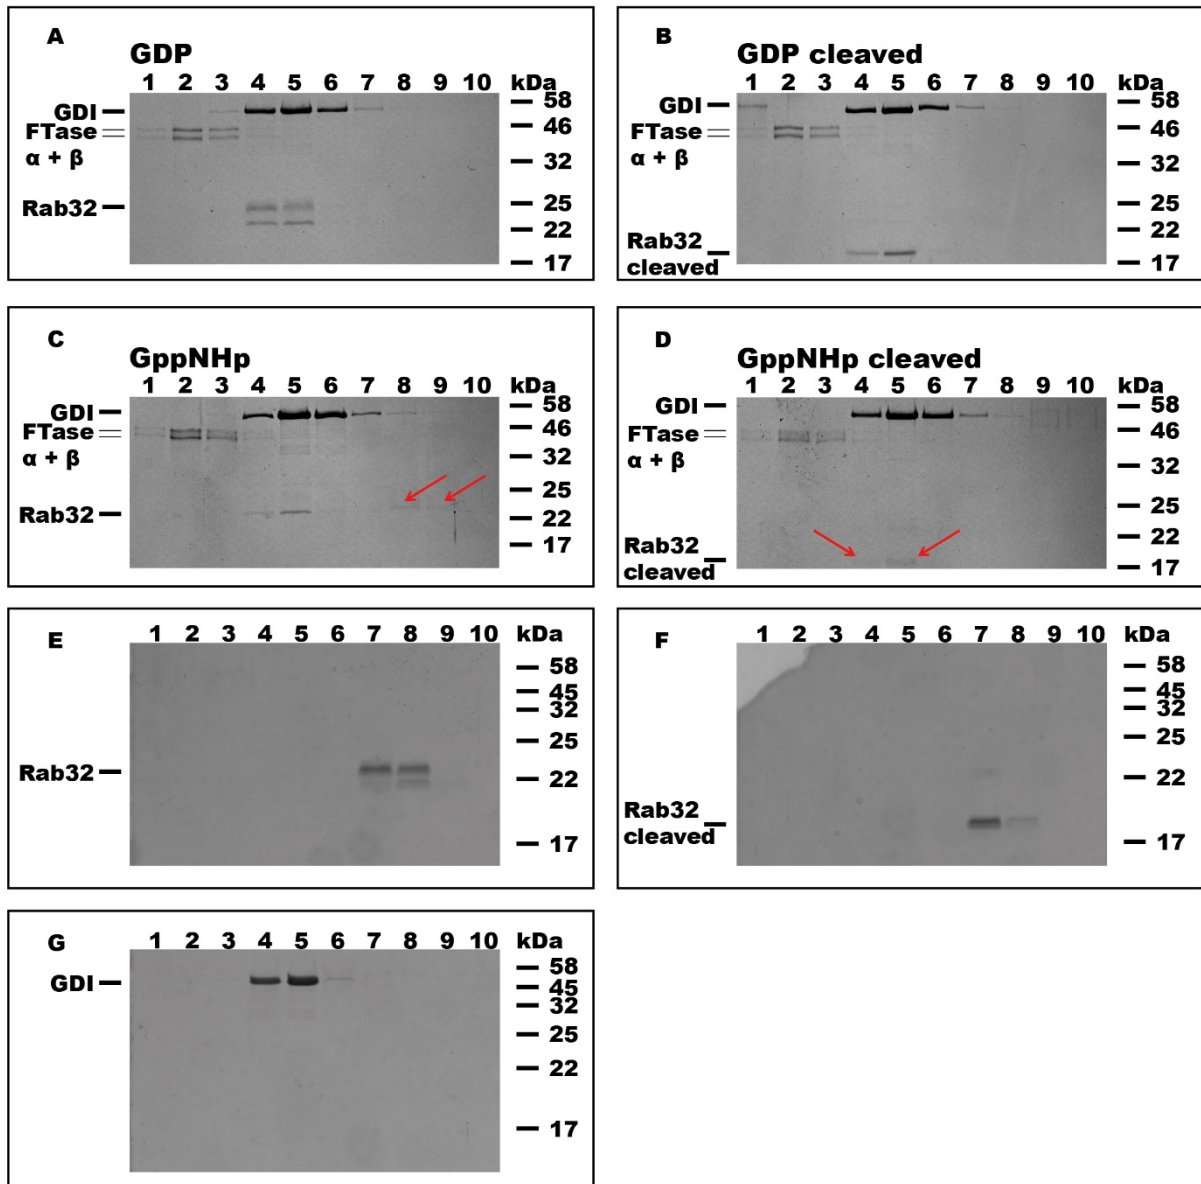 A
GDP
1 2 3 4 5 6 7 8 9 10 kDa
GDI
FTase
α + β
Rab32
58
46
32
25
22
17
B
GDP cleaved
1 2 3 4 5 6 7 8 9 10 kDa
GDI
FTase
α + β
Rab32
cleaved
58
46
32
25
22
17
C
GppNHp
1 2 3 4 5 6 7 8 9 10 kDa
GDI
FTase
α + β
Rab32
58
46
32
25
22
17
D
GppNHp cleaved
1 2 3 4 5 6 7 8 9 10 kDa
GDI
FTase
α + β
Rab32
cleaved
58
46
32
25
22
17
E
1 2 3 4 5 6 7 8 9 10 kDa
Rab32
58
45
32
25
22
17
F
1 2 3 4 5 6 7 8 9 10 kDa
Rab32
cleaved
58
45
32
25
22
17
G
1 2 3 4 5 6 7 8 9 10 kDa
GDI
58
45
32
25
22
17